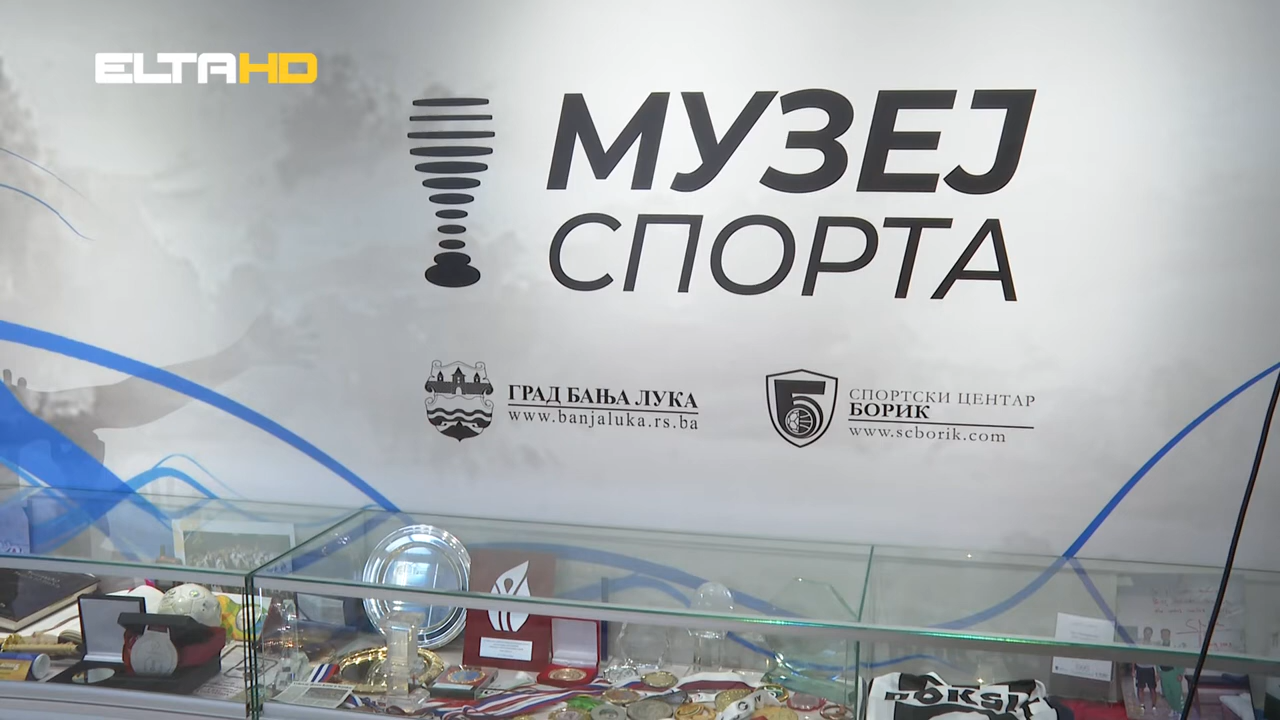 ELTAHD
МУЗЕЈ
СПОРТА
ГРАД БАЊА ЛУКА
www.banjaluka.rs.ba
СПОРТСКИ ЦЕНТАР
БОРИК
www.scborik.com